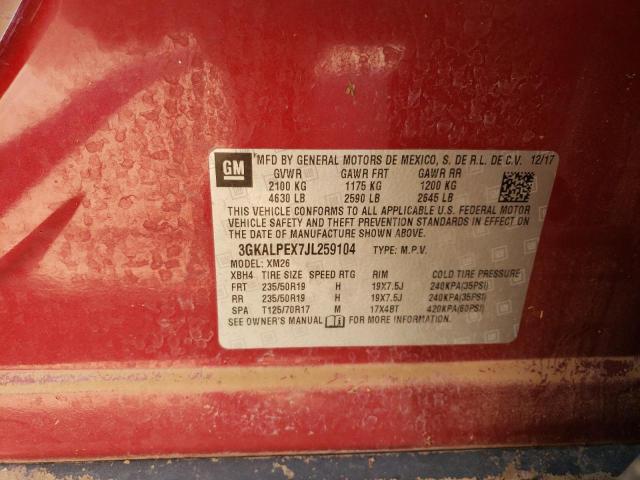 GM MFD BY GENERAL MOTORS DE MEXICO, S. DE R.L. DE C.V. 12/17
GVWR GAWR FRT GAWR RR
2100 KG 1175 KG 1200 KG
4630 LB 2590 LB 2645 LB
THIS VEHICLE CONFORMS TO ALL APPLICABLE U.S. FEDERAL MOTOR
VEHICLE SAFETY AND THEFT PREVENTION STANDARDS IN EFFECT ON
THE DATE OF MANUFACTURE SHOWN ABOVE.
3GKALPEX7JL259104 TYPE: M.P.V.
MODEL: XM26
XBH4 TIRE SIZE SPEED RTG RIM COLD TIRE PRESSURE
FRT 235/50R19 H 19X7.5J 240KPA(35PSI)
RR 235/50R19 H 19X7.5J 240KPA(35PSI)
SPA T125/70R17 M 17X4BT 420KPA(60PSI)
SEE OWNER'S MANUAL FOR MORE INFORMATION